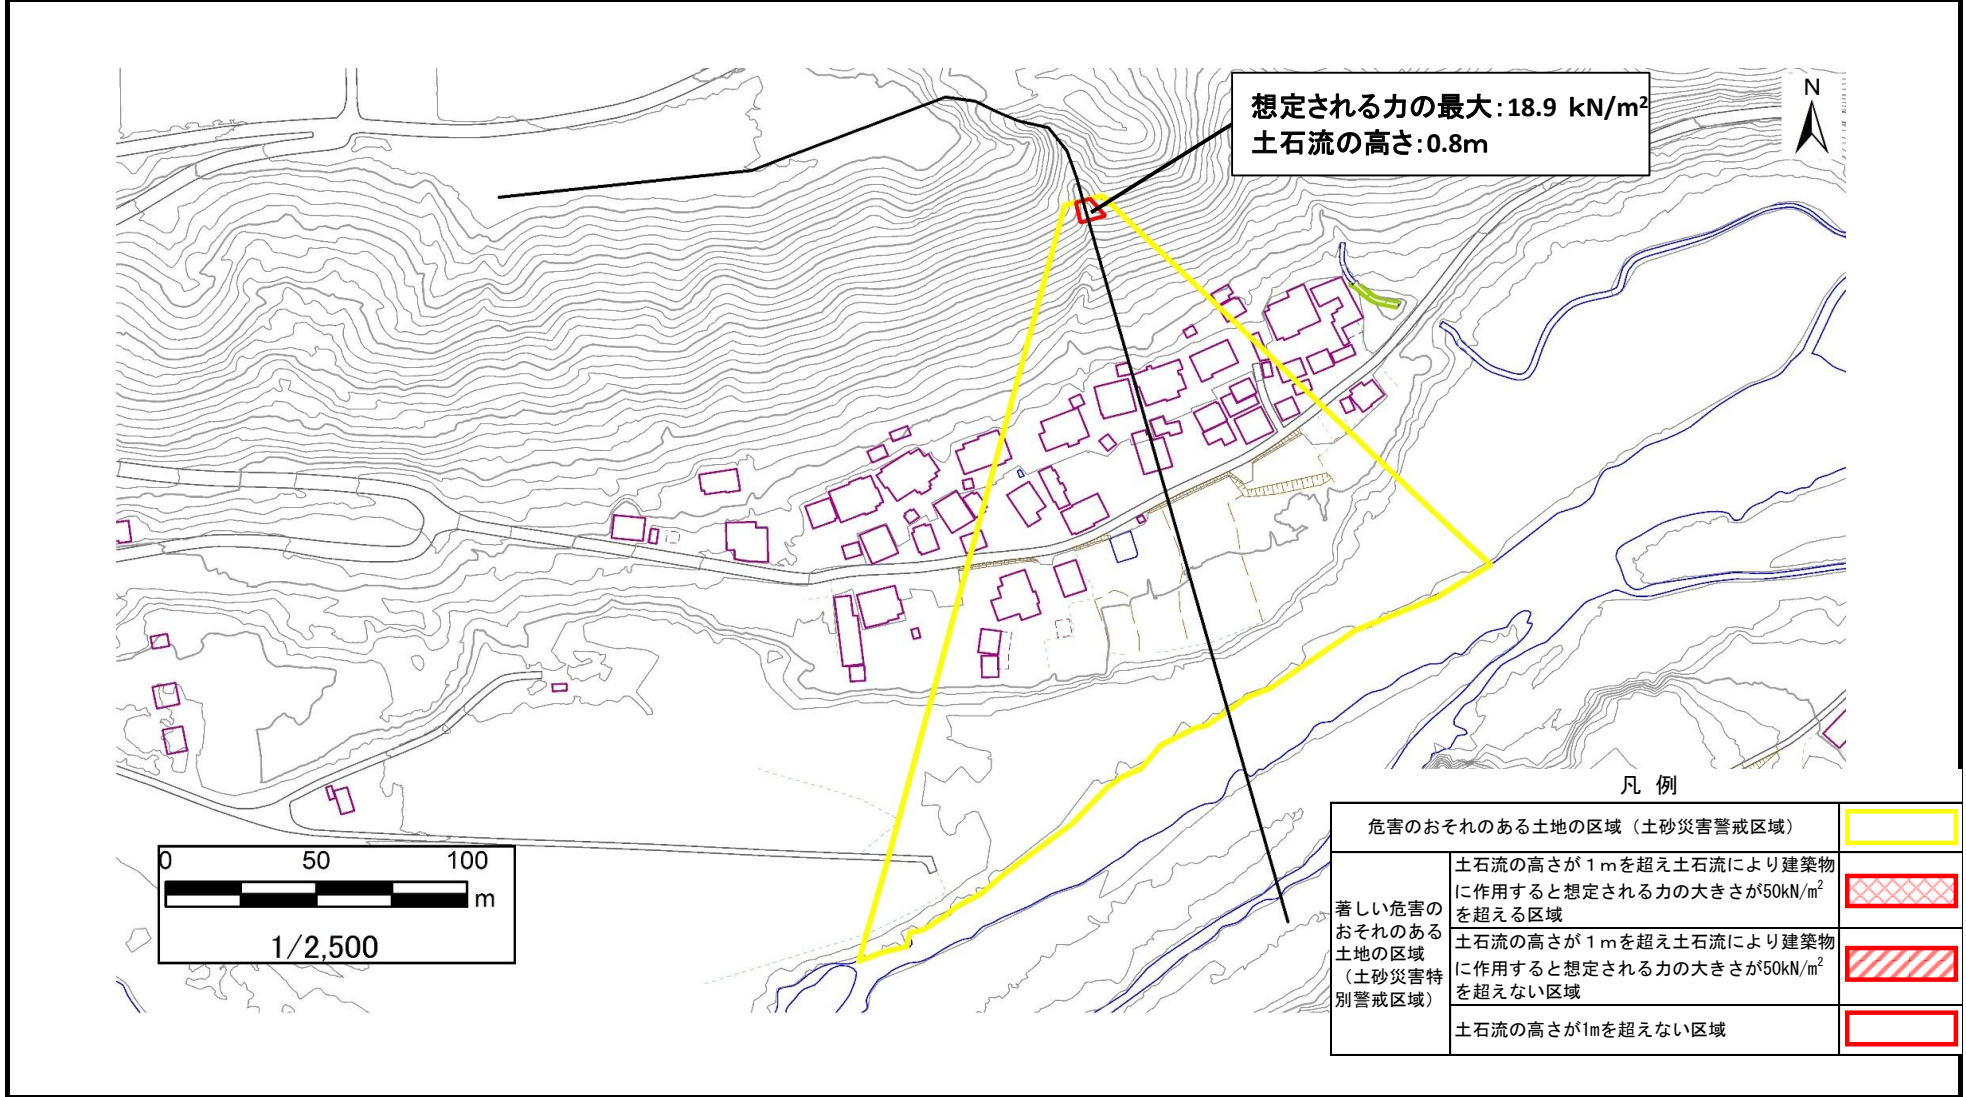 想定される力の最大:18.9 kN/m²
土石流の高さ:0.8m
N
0 50 100
m
1/2,500
凡 例
危害のおそれのある土地の区域（土砂災害警戒区域）
著しい危害の
おそれのある
土地の区域
（土砂災害特
別警戒区域）
土石流の高さが１ｍを超え土石流により建築物
に作用すると想定される力の大きさが50kN/㎡
を超える区域
土石流の高さが１ｍを超え土石流により建築物
に作用すると想定される力の大きさが50kN/㎡
を超えない区域
土石流の高さが1mを超えない区域